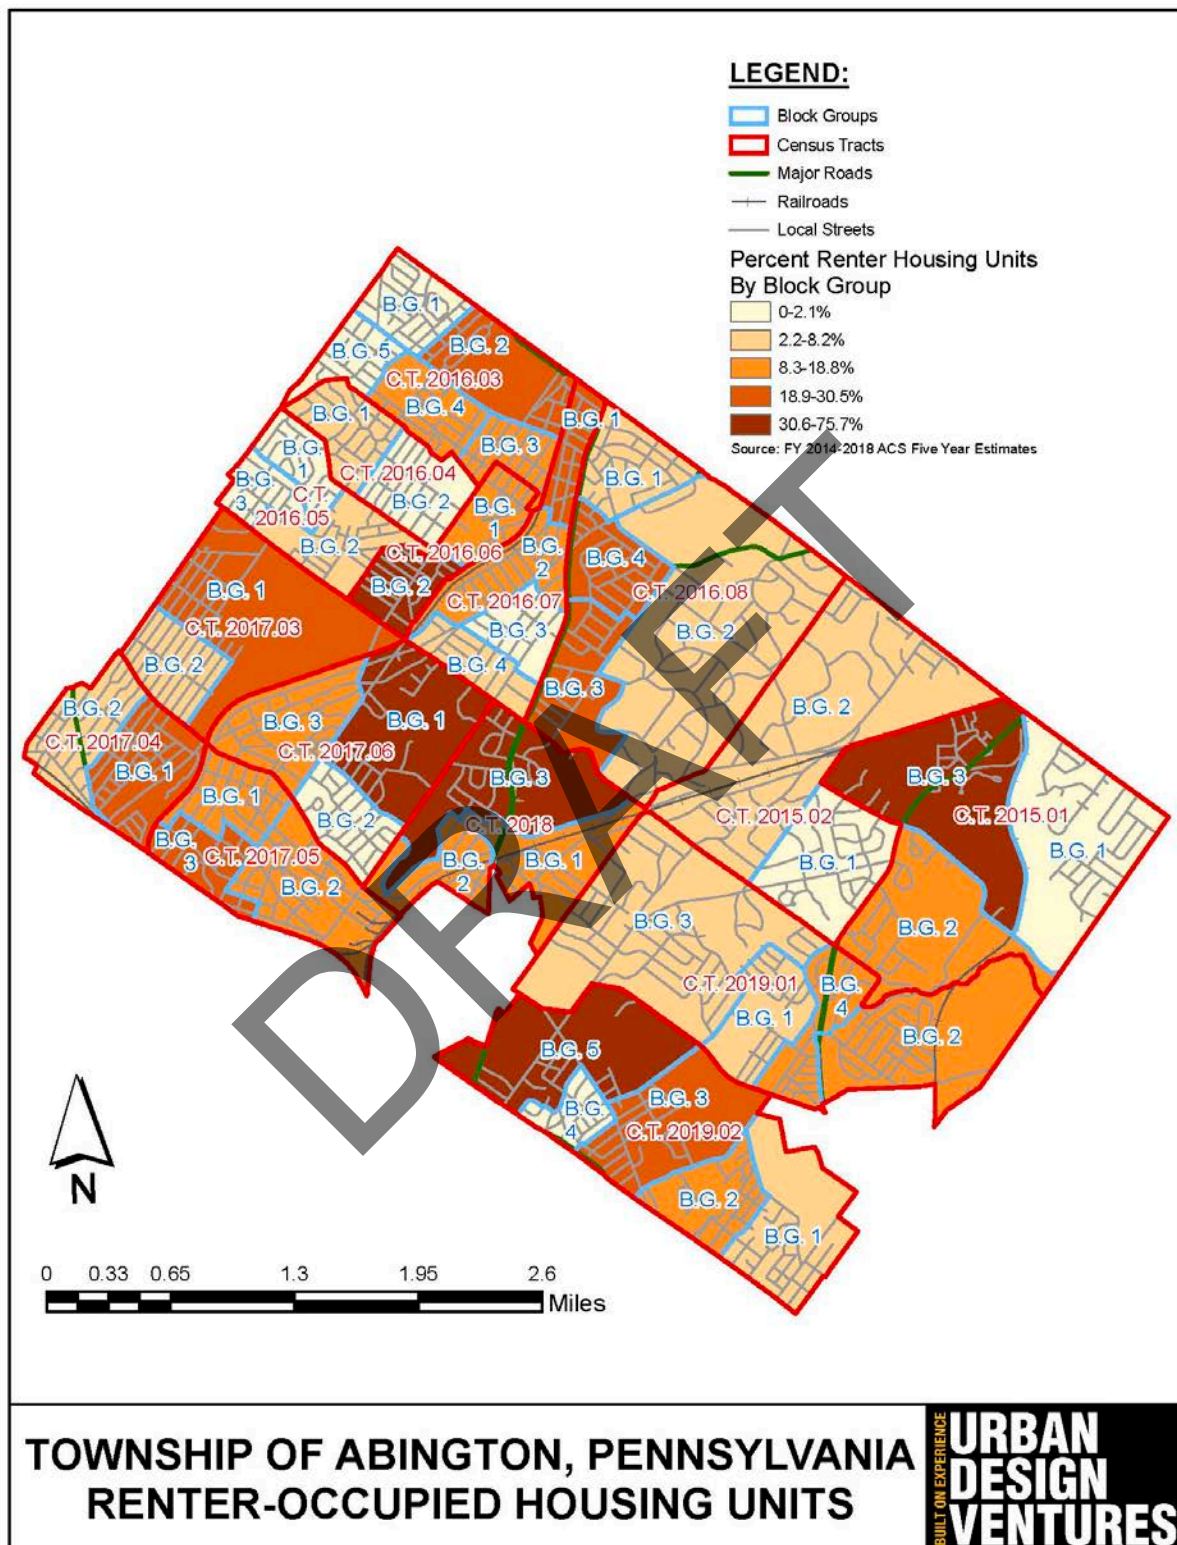 LEGEND:
Block Groups
Census Tracts
Major Roads
Railroads
Local Streets
Percent Renter Housing Units
By Block Group
0-2.1%
2.2-8.2%
8.3-18.8%
18.9-30.5%
30.6-75.7%
Source: FY 2014-2018 ACS Five Year Estimates
B.G. 1
B.G. 2
B.G. 5
C.T. 2016.03
B.G. 4
B.G. 1
B.G. 1
B.G. 3
B.G. 1
C.T. 2016.04
B.G. 1
B.G. 3
C.T. 2016.05
B.G. 2
B.G. 1
B.G. 2
C.T. 2016.06
B.G. 2
B.G. 4
B.G. 2
C.T. 2016.08
B.G. 1
C.T. 2016.07
B.G. 3
B.G. 2
C.T. 2017.03
B.G. 2
B.G. 4
B.G. 3
B.G. 2
B.G. 2
C.T. 2017.04
B.G. 3
C.T. 2017.06
B.G. 1
B.G. 1
B.G. 3
B.G. 3
B.G. 1
B.G. 2
C.T. 2018
C.T. 2015.02
C.T. 2015.01
B.G. 3
C.T. 2017.05
B.G. 2
B.G. 2
B.G. 1
B.G. 1
B.G. 1
B.G. 3
B.G. 2
C.T. 2019.01
B.G. 4
B.G. 1
B.G. 2
B.G. 5
B.G. 4
B.G. 3
C.T. 2019.02
B.G. 2
B.G. 1
DRAFT
N
0 0.33 0.65 1.3 1.95 2.6
Miles
TOWNSHIP OF ABINGTON, PENNSYLVANIA
RENTER-OCCUPIED HOUSING UNITS
BUILT ON EXPERIENCE
URBAN
DESIGN
VENTURES